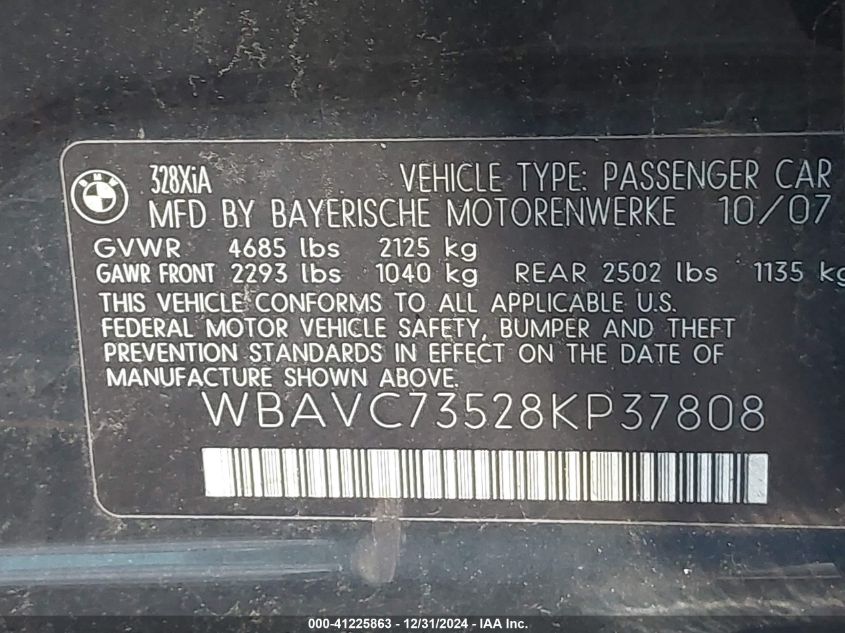 BMW
328XiA VEHICLE TYPE: PASSENGER CAR
MFD BY BAYERISCHE MOTORENWERKE 10/07
GVWR 4685 lbs 2125 kg
GAWR FRONT 2293 lbs 1040 kg REAR 2502 lbs 1135 kg
THIS VEHICLE CONFORMS TO ALL APPLICABLE U.S.
FEDERAL MOTOR VEHICLE SAFETY, BUMPER AND THEFT
PREVENTION STANDARDS IN EFFECT ON THE DATE OF
MANUFACTURE SHOWN ABOVE.
WBAVC73528KP37808
000-41225863 - 12/31/2024 - IAA Inc.